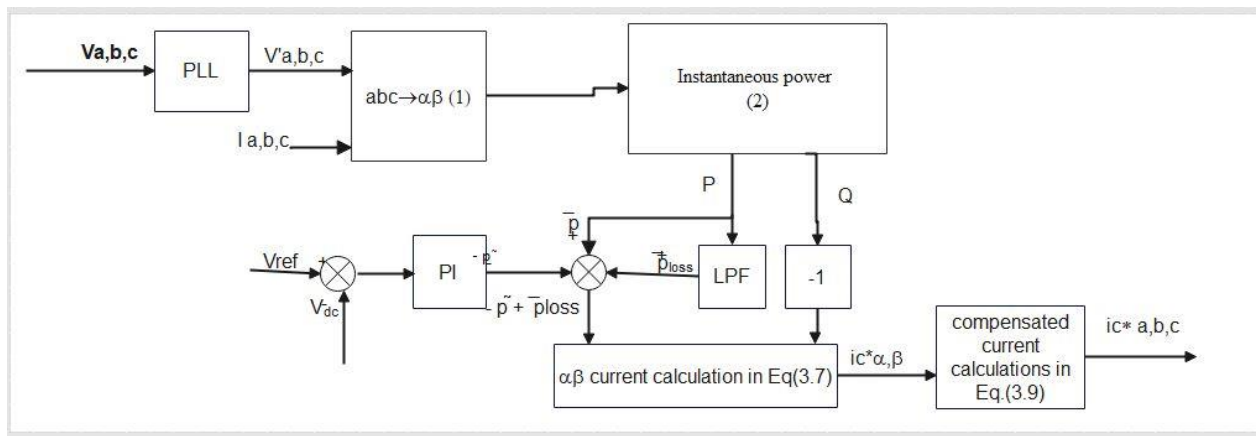 Va,b,c
PLL
V'a,b,c
I a,b,c
abc→αβ (1)
Instantaneous power
(2)
P
Q
p̅
+
Vref
+
V-dc
PI
- p̃
p̅loss
LPF
-1
- p̃ + p̅loss
αβ current calculation in Eq(3.7)
ic*α,β
compensated
current
calculations in
Eq.(3.9)
ic* a,b,c